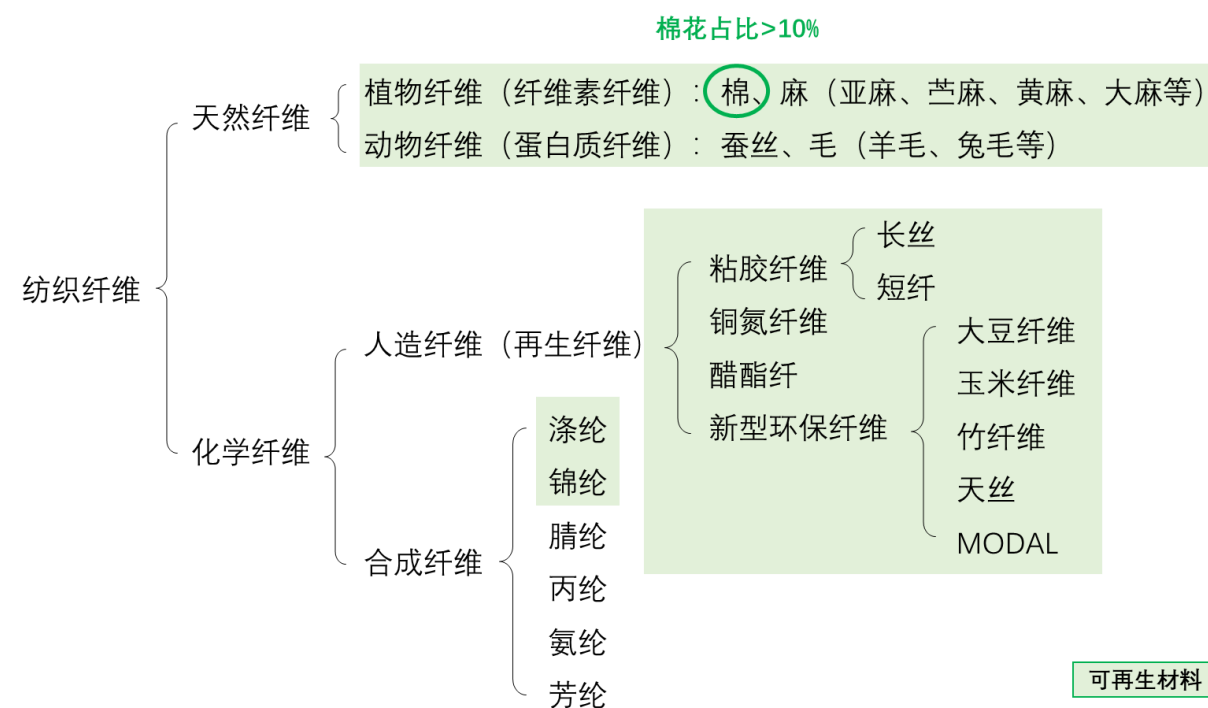 棉花占比>10%
植物纤维（纤维素纤维）：棉、麻（亚麻、苎麻、黄麻、大麻等）
天然纤维
动物纤维（蛋白质纤维）：蚕丝、毛（羊毛、兔毛等）
纺织纤维
化学纤维
人造纤维（再生纤维）
粘胶纤维
长丝
短纤
铜氮纤维
醋酯纤
新型环保纤维
大豆纤维
玉米纤维
竹纤维
天丝
MODAL
合成纤维
涤纶
锦纶
腈纶
丙纶
氨纶
芳纶
可再生材料